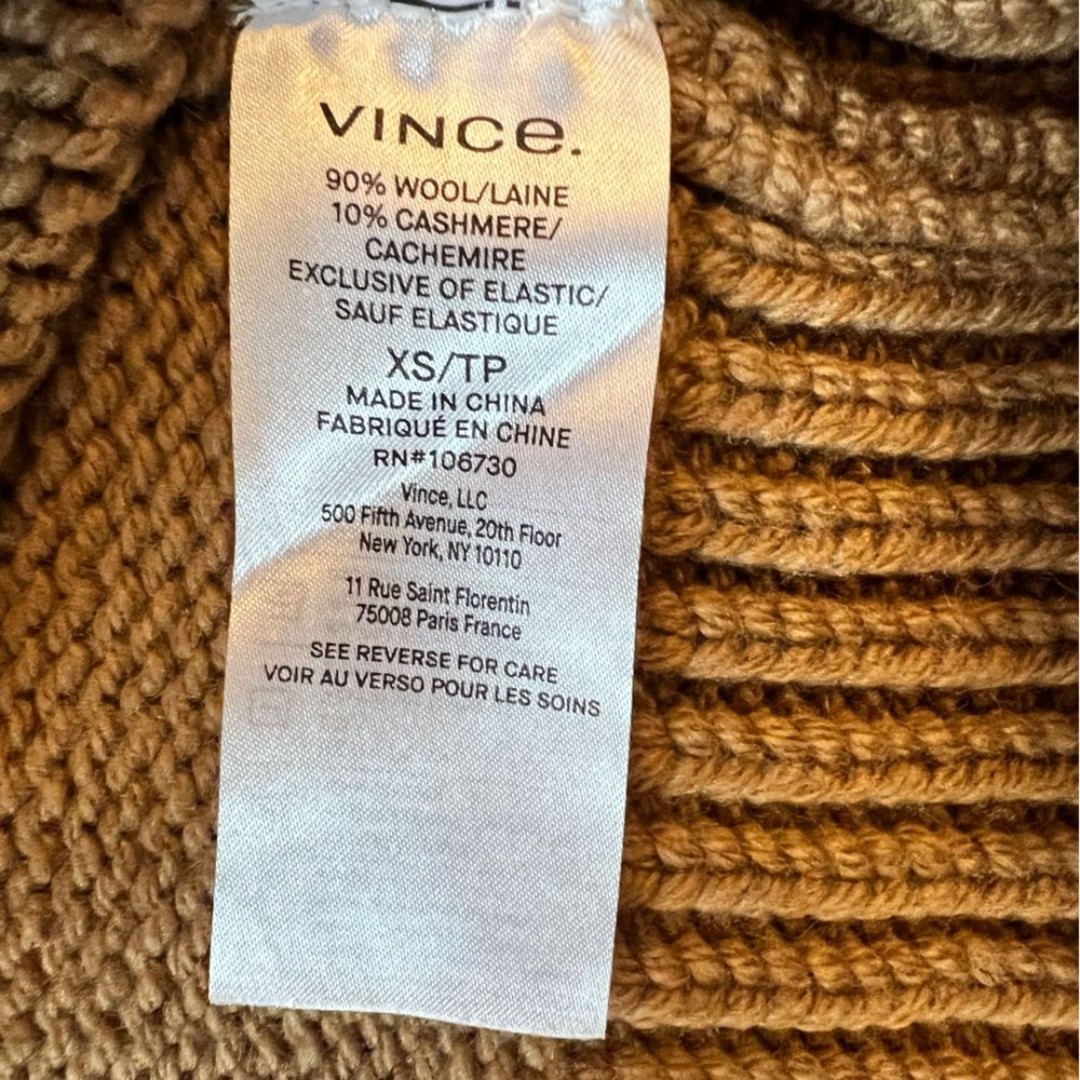 VINCe.
90% WOOL/LAINE
10% CASHMERE/
CACHEMIRE
EXCLUSIVE OF ELASTIC/
SAUF ELASTIQUE
XS/TP
MADE IN CHINA
FABRIQUÉ EN CHINE
RN#106730
Vince, LLC
500 Fifth Avenue, 20th Floor
New York, NY 10110
11 Rue Saint Florentin
75008 Paris France
SEE REVERSE FOR CARE
VOIR AU VERSO POUR LES SOINS